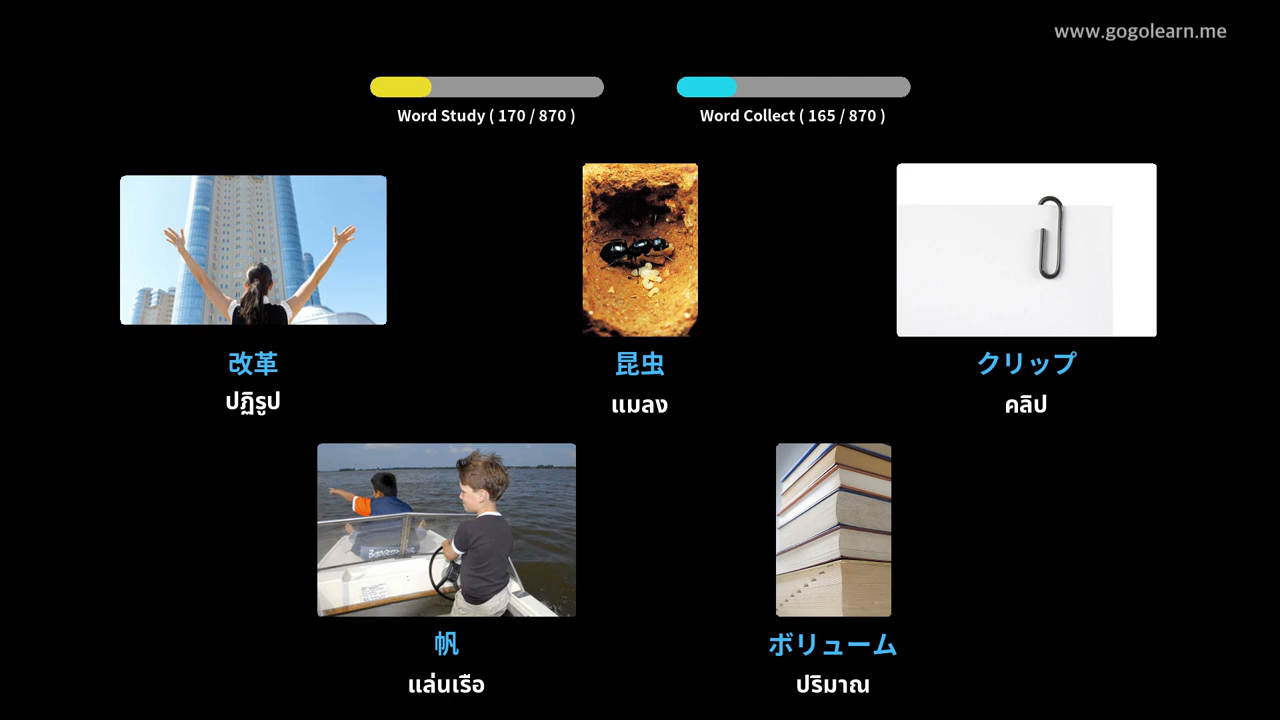 www.gogolearn.me
Word Study ( 170 / 870 )
Word Collect ( 165 / 870 )
改革
ปฏิรูป
昆虫
แมลง
クリップ
คลิป
帆
แล่นเรือ
ボリューム
ปริมาณ